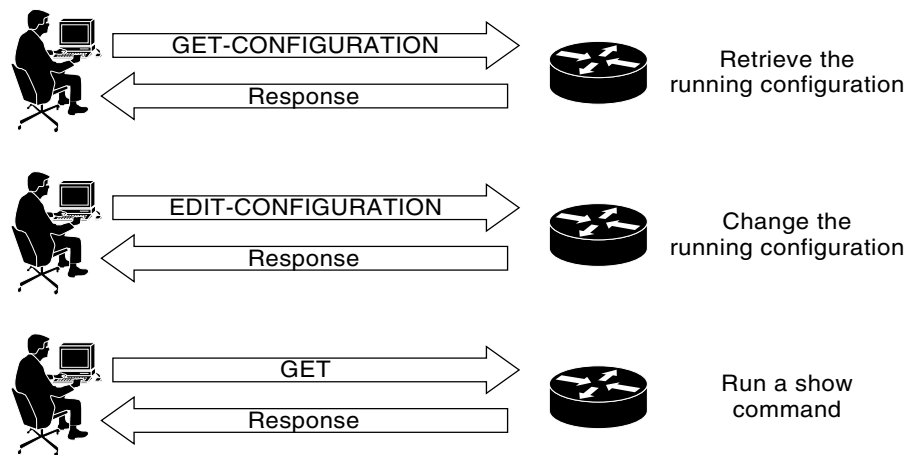 GET-CONFIGURATION
Response
Retrieve the
running configuration
EDIT-CONFIGURATION
Response
Change the
running configuration
GET
Response
Run a show
command